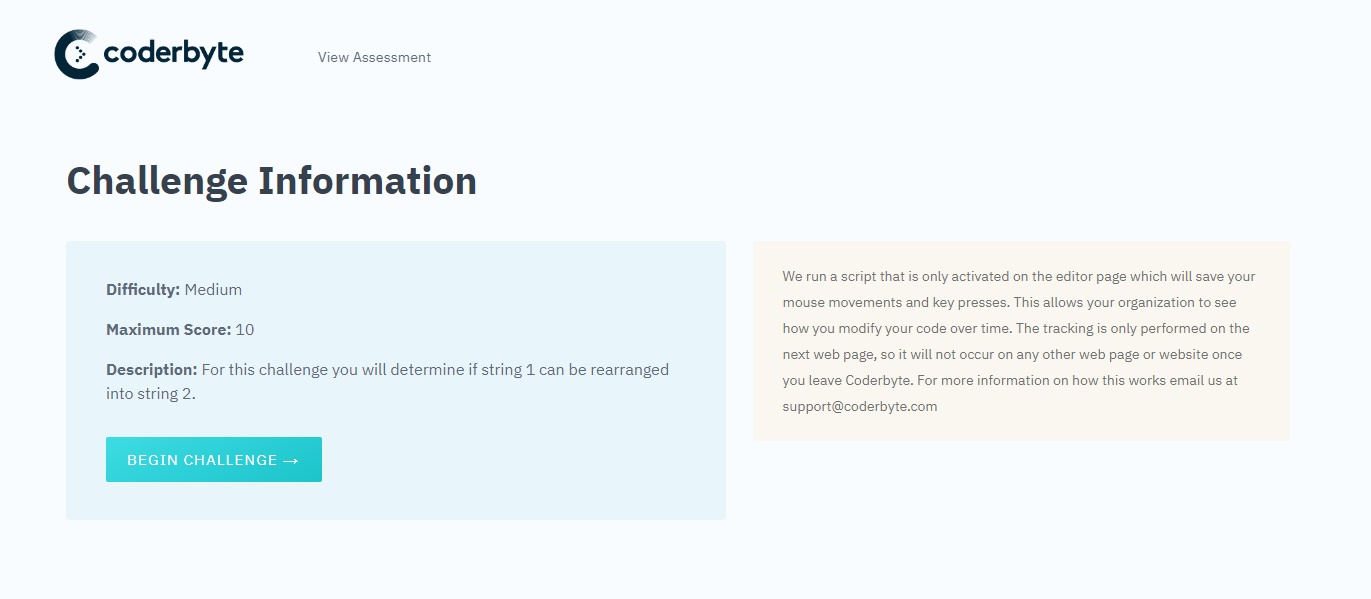 coderbyte
View Assessment
Challenge Information
Difficulty: Medium
Maximum Score: 10
Description: For this challenge you will determine if string 1 can be rearranged
into string 2.
BEGIN CHALLENGE →
We run a script that is only activated on the editor page which will save your
mouse movements and key presses. This allows your organization to see
how you modify your code over time. The tracking is only performed on the
next web page, so it will not occur on any other web page or website once
you leave Coderbyte. For more information on how this works email us at
support@coderbyte.com